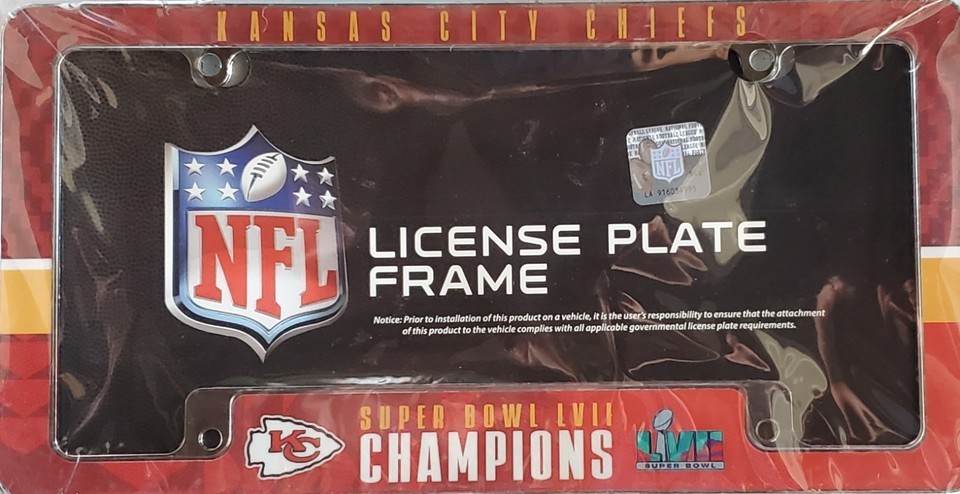 KANSAS CITY CHIEFS
NFL
NFL
LICENSE PLATE
FRAME
Notice: Prior to installation of this product on a vehicle, it is the user's responsibility to ensure that the attachment
of this product to the vehicle complies with all applicable governmental license plate requirements.
KC
SUPER BOWL LVII
CHAMPIONS
LVII
SUPER BOWL